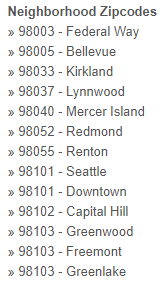 Neighborhood Zipcodes
» 98003 - Federal Way
» 98005 - Bellevue
» 98033 - Kirkland
» 98037 - Lynnwood
» 98040 - Mercer Island
» 98052 - Redmond
» 98055 - Renton
» 98101 - Seattle
» 98101 - Downtown
» 98102 - Capital Hill
» 98103 - Greenwood
» 98103 - Freemont
» 98103 - Greenlake